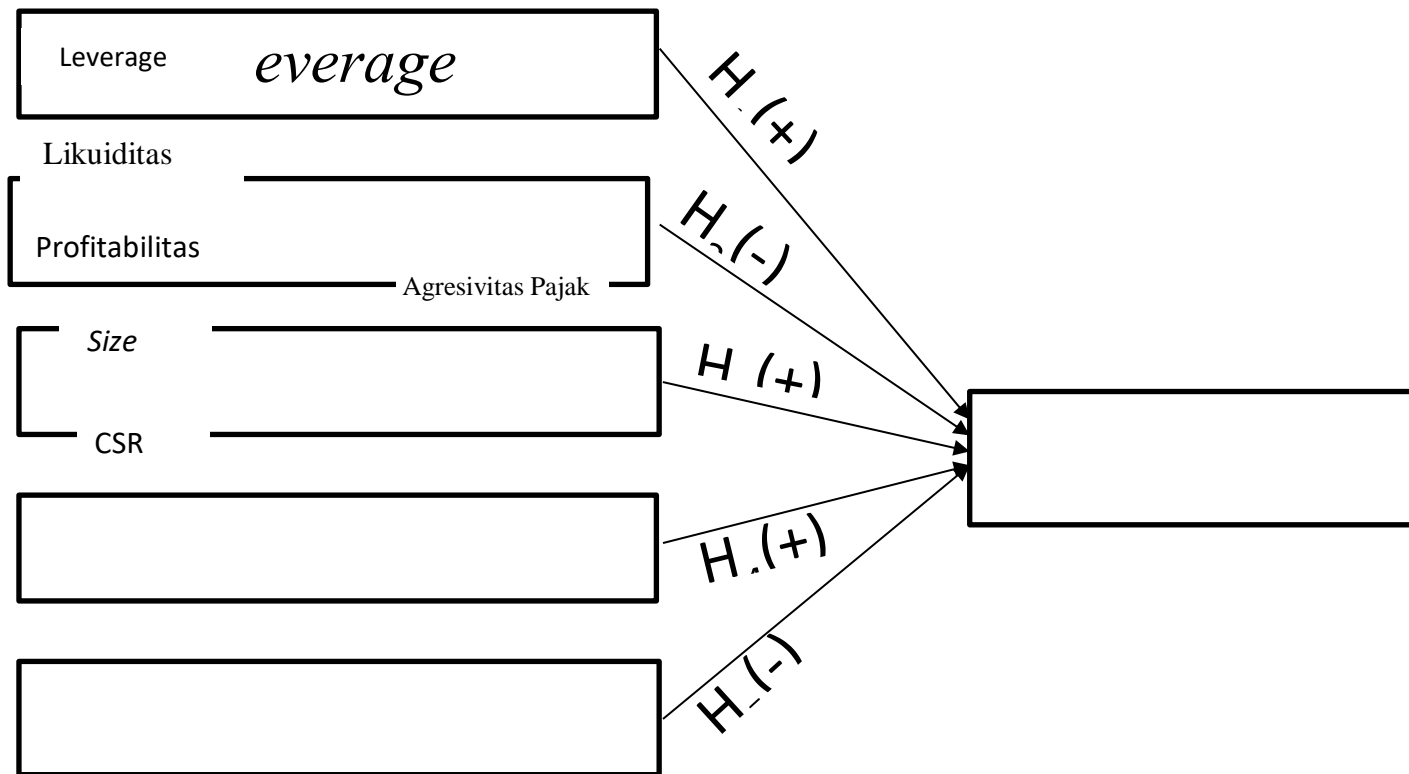 Leverage everage
Likuiditas
Profitabilitas
Agresivitas Pajak
Size
CSR
H (+)
H (-)
H (+)
H (+)
H (-)